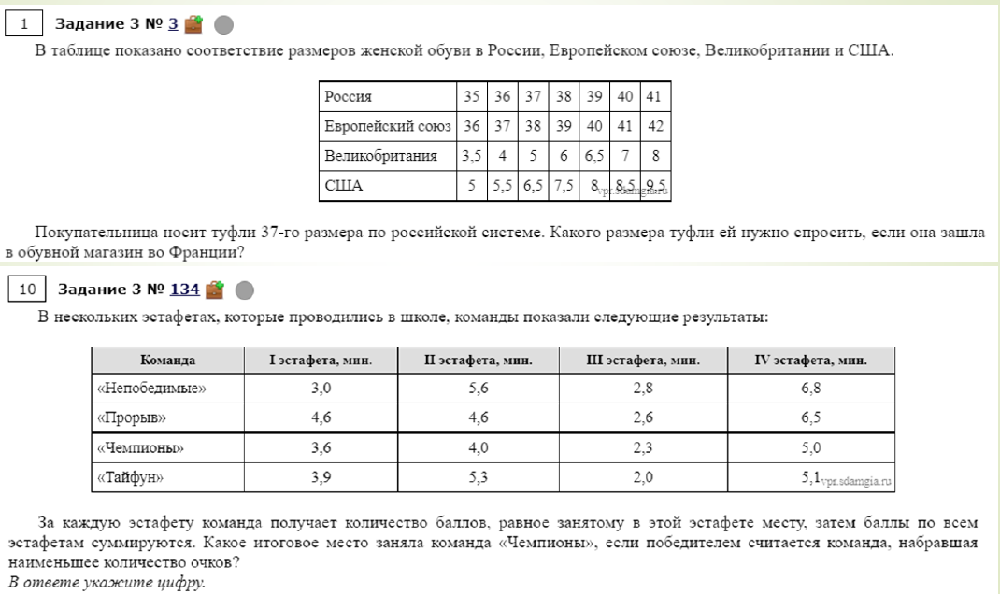 1 Задание 3 № 3
В таблице показано соответствие размеров женской обуви в России, Европейском союзе, Великобритании и США.
Россия 35 36 37 38 39 40 41
Европейский союз 36 37 38 39 40 41 42
Великобритания 3,5 4 5 6 6,5 7 8
США 5 5,5 6,5 7,5 8 8,5 9,5
vpr.sdamgia.ru
Покупательница носит туфли 37-го размера по российской системе. Какого размера туфли ей нужно спросить, если она зашла
в обувной магазин во Франции?
10 Задание 3 № 134
В нескольких эстафетах, которые проводились в школе, команды показали следующие результаты:
Команда I эстафета, мин. II эстафета, мин. III эстафета, мин. IV эстафета, мин.
«Непобедимые» 3,0 5,6 2,8 6,8
«Прорыв» 4,6 4,6 2,6 6,5
«Чемпионы» 3,6 4,0 2,3 5,0
«Тайфун» 3,9 5,3 2,0 5,1
vpr.sdamgia.ru
За каждую эстафету команда получает количество баллов, равное занятому в этой эстафете месту, затем баллы по всем
эстафетам суммируются. Какое итоговое место заняла команда «Чемпионы», если победителем считается команда, набравшая
наименьшее количество очков?
В ответе укажите цифру.